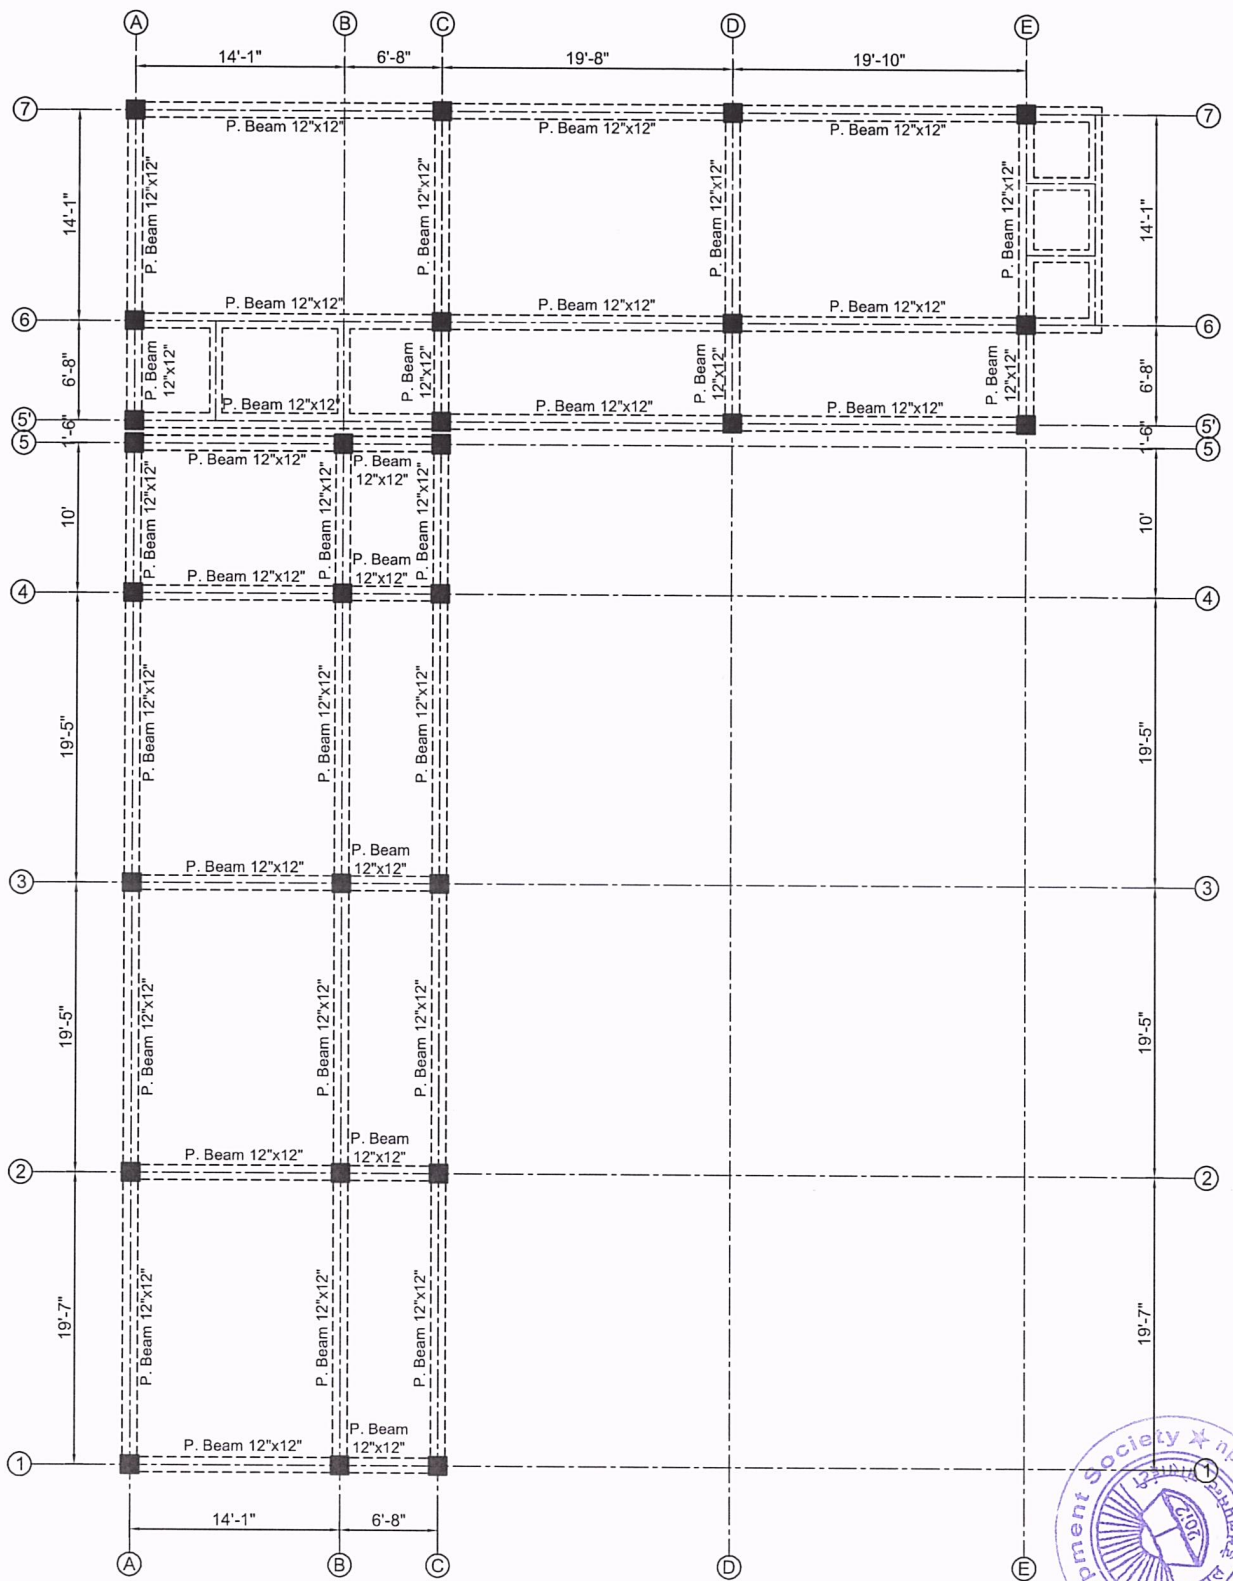 A B C D E
14'-1" 6'-8" 19'-8" 19'-10"
7 7
P. Beam 12"x12" P. Beam 12"x12" P. Beam 12"x12"
14'-1" P. Beam 12"x12" P. Beam 12"x12" P. Beam 12"x12" P. Beam 12"x12" 14'-1"
P. Beam 12"x12" P. Beam 12"x12" P. Beam 12"x12"
6 6
6'-8" P. Beam P. Beam P. Beam P. Beam 6'-8"
12"x12" 12"x12" 12"x12" 12"x12"
P. Beam 12"x12" P. Beam 12"x12" P. Beam 12"x12"
5' 5'
1'-6" 1'-6"
5 5
P. Beam 12"x12" P. Beam
12"x12"
10' P. Beam 12"x12" P. Beam 12"x12" P. Beam 12"x12" 10'
P. Beam 12"x12" P. Beam
12"x12"
4 4
19'-5" P. Beam 12"x12" P. Beam 12"x12" P. Beam 12"x12" 19'-5"
P. Beam 12"x12" P. Beam
12"x12"
3 3
19'-5" P. Beam 12"x12" P. Beam 12"x12" P. Beam 12"x12" 19'-5"
P. Beam 12"x12" P. Beam
12"x12"
2 2
19'-7" P. Beam 12"x12" P. Beam 12"x12" P. Beam 12"x12" 19'-7"
P. Beam 12"x12" P. Beam
12"x12"
1 1
14'-1" 6'-8"
A B C D E
pment Society
2012